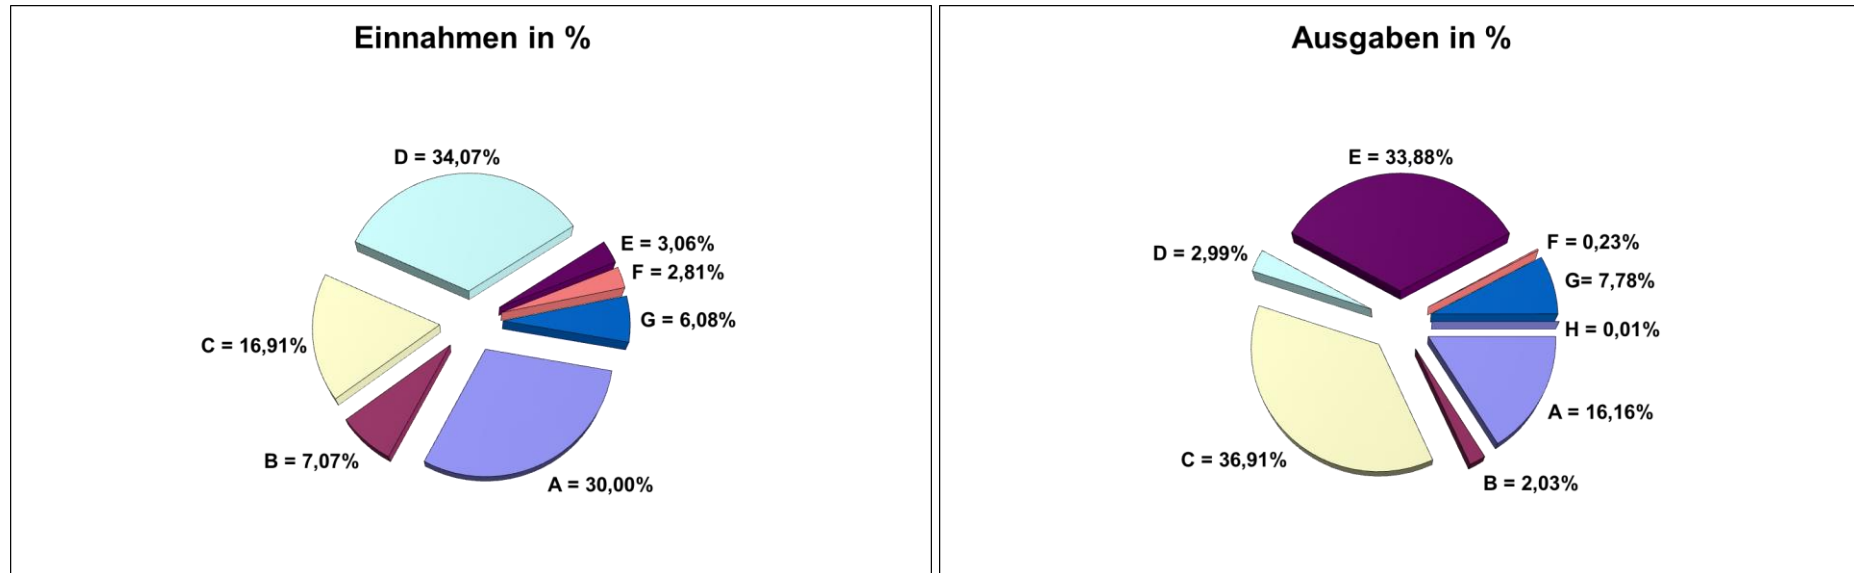 Einnahmen in %
D = 34,07%
E = 3,06%
F = 2,81%
G = 6,08%
C = 16,91%
B = 7,07%
A = 30,00%
Ausgaben in %
E = 33,88%
F = 0,23%
D = 2,99%
G= 7,78%
H = 0,01%
A = 16,16%
C = 36,91%
B = 2,03%